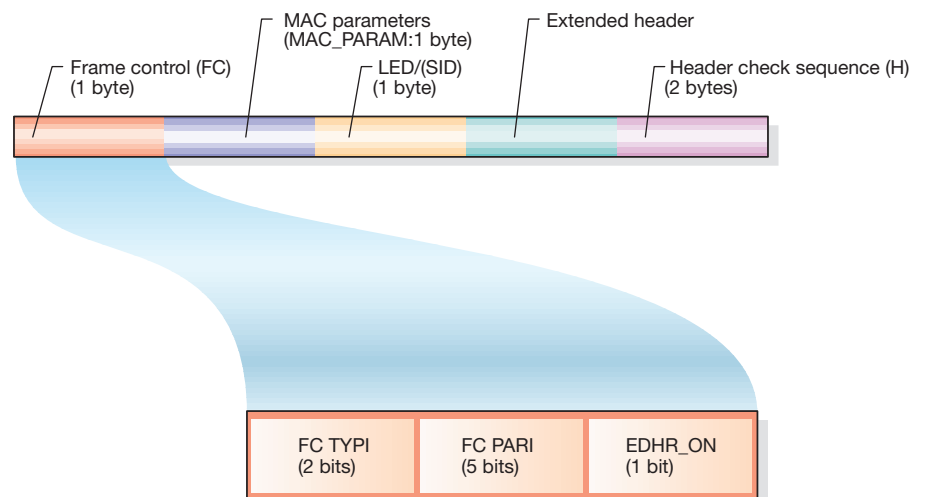 MAC parameters
(MAC_PARAM:1 byte)
Extended header
Frame control (FC)
(1 byte)
LED/(SID)
(1 byte)
Header check sequence (H)
(2 bytes)
FC TYPI
(2 bits)
FC PARI
(5 bits)
EDHR_ON
(1 bit)